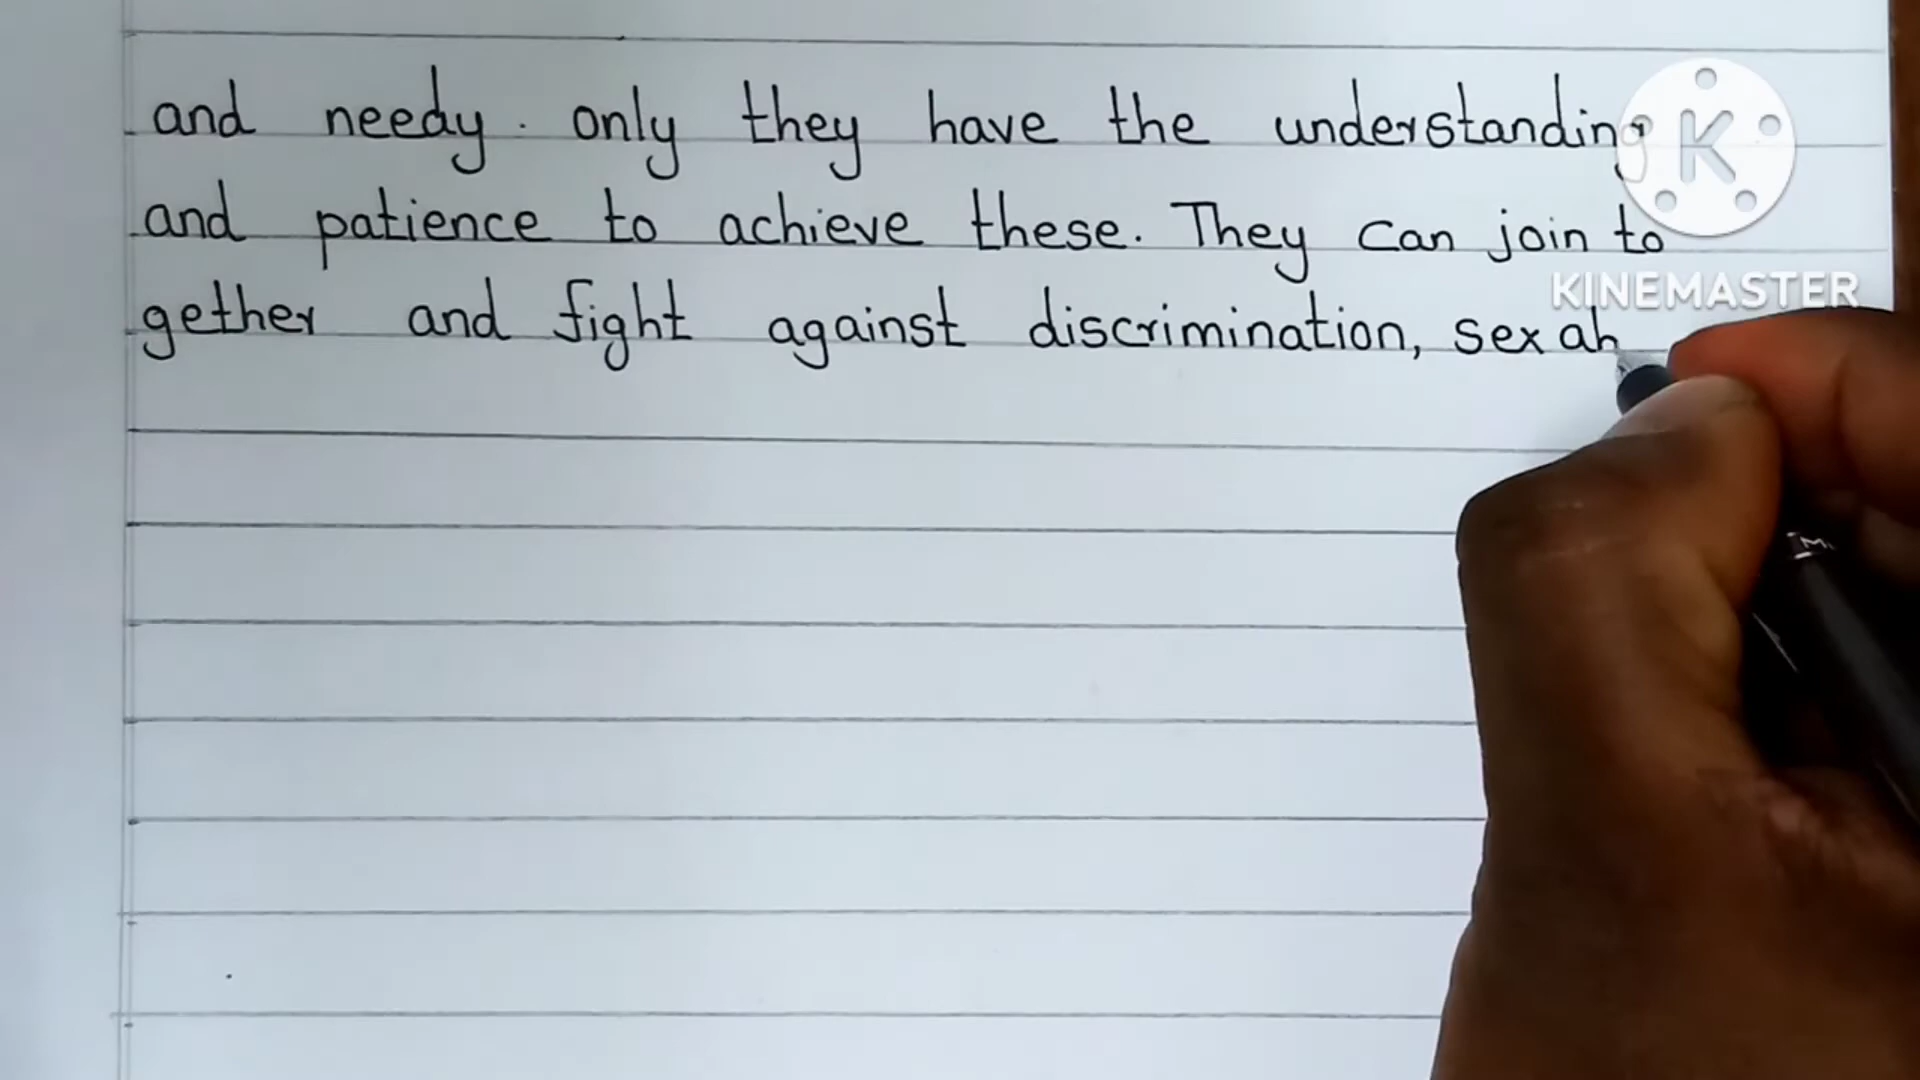 and needy. only they have the understanding
and patience to achieve these. They can join to
gether and fight against discrimination, sex ah
K
KINEMASTER